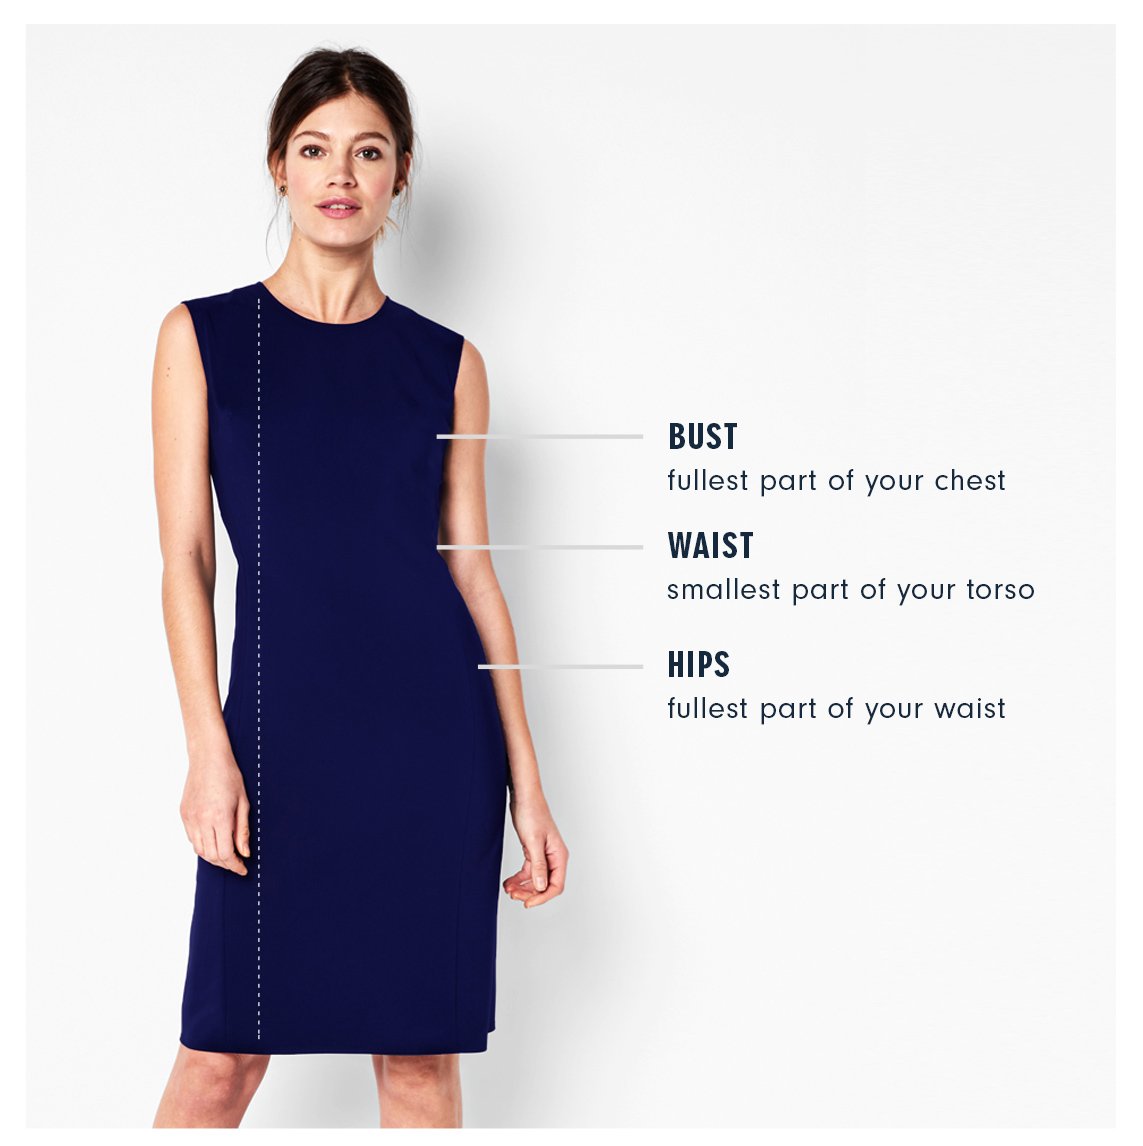 BUST
fullest part of your chest
WAIST
smallest part of your torso
HIPS
fullest part of your waist